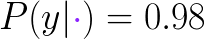 P(y|·) = 0.98